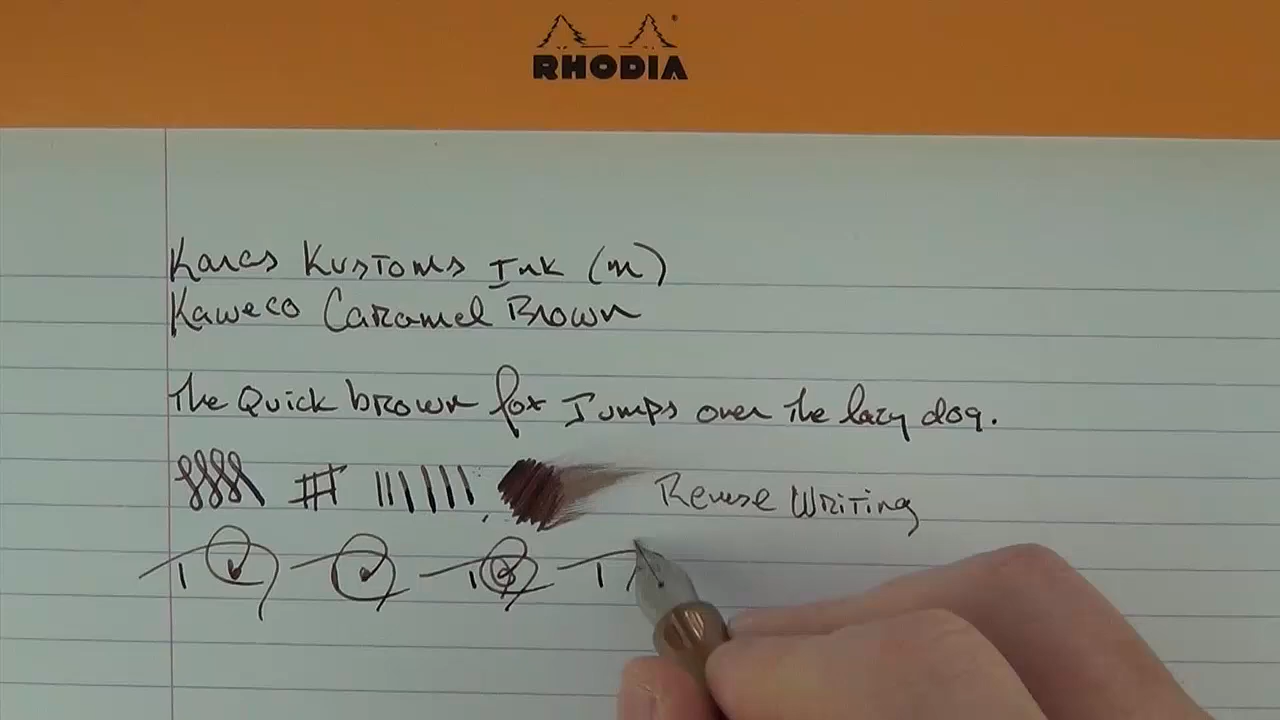 RHODIA
Karas Kustoms Ink (m)
Kaweco Caramel Brown
The Quick brown fox Jumps over the lazy dog.
Reverse Writing